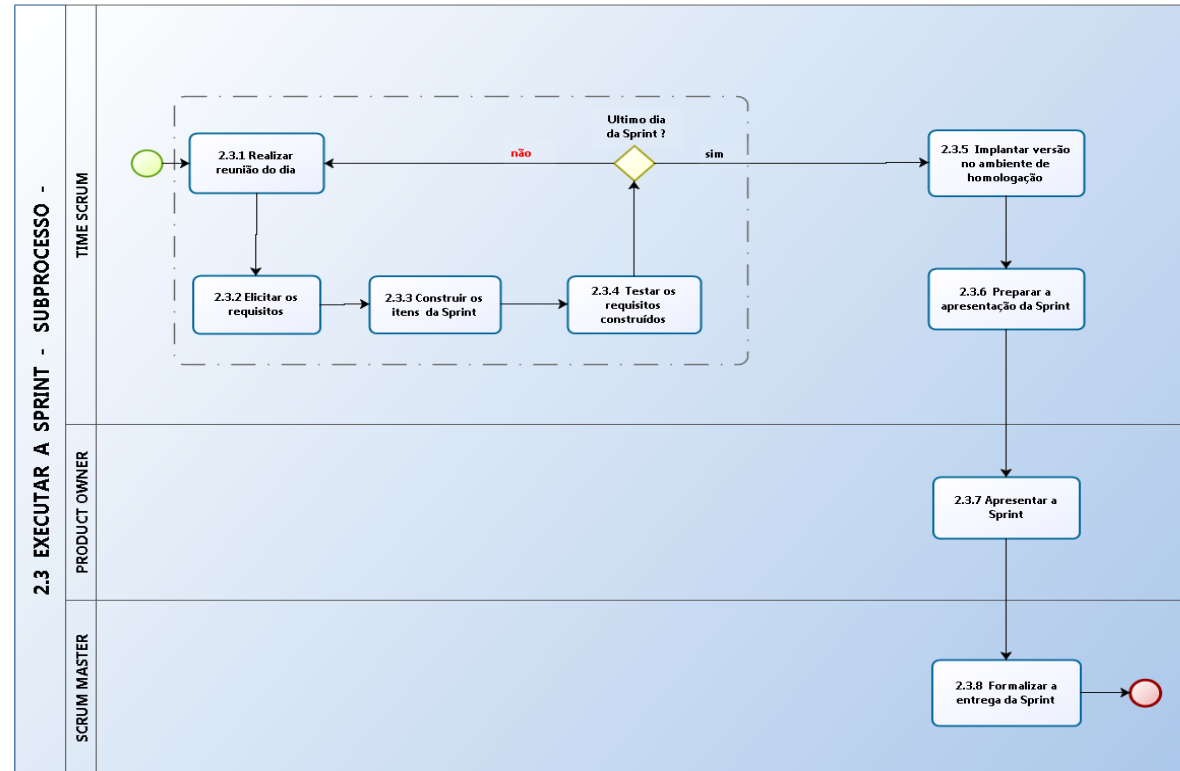 2.3 EXECUTAR A SPRINT - SUBPROCESSO -
TIME SCRUM
Ultimo dia
da Sprint ?
2.3.1 Realizar
reunião do dia
não
sim
2.3.5 Implantar versão
no ambiente de
homologação
2.3.2 Elicitar os
requisitos
2.3.3 Construir os
itens da Sprint
2.3.4 Testar os
requisitos
construídos
2.3.6 Preparar a
apresentação da Sprint
PRODUCT OWNER
2.3.7 Apresentar a
Sprint
SCRUM MASTER
2.3.8 Formalizar a
entrega da Sprint